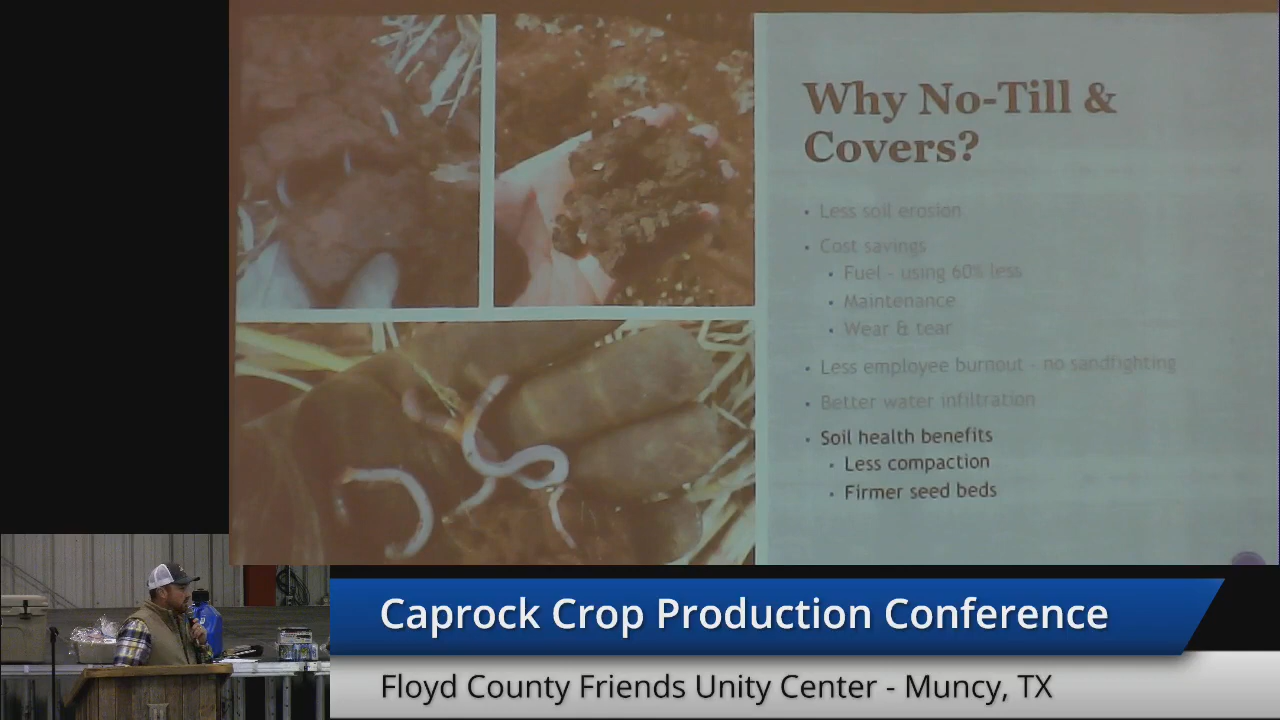 Why No-Till &
Covers?
• Less soil erosion
• Cost savings
• Fuel - using 60% less
• Maintenance
• Wear & tear
• Less employee burnout - no sandfighting
• Better water infiltration
• Soil health benefits
• Less compaction
• Firmer seed beds
Caprock Crop Production Conference
Floyd County Friends Unity Center - Muncy, TX